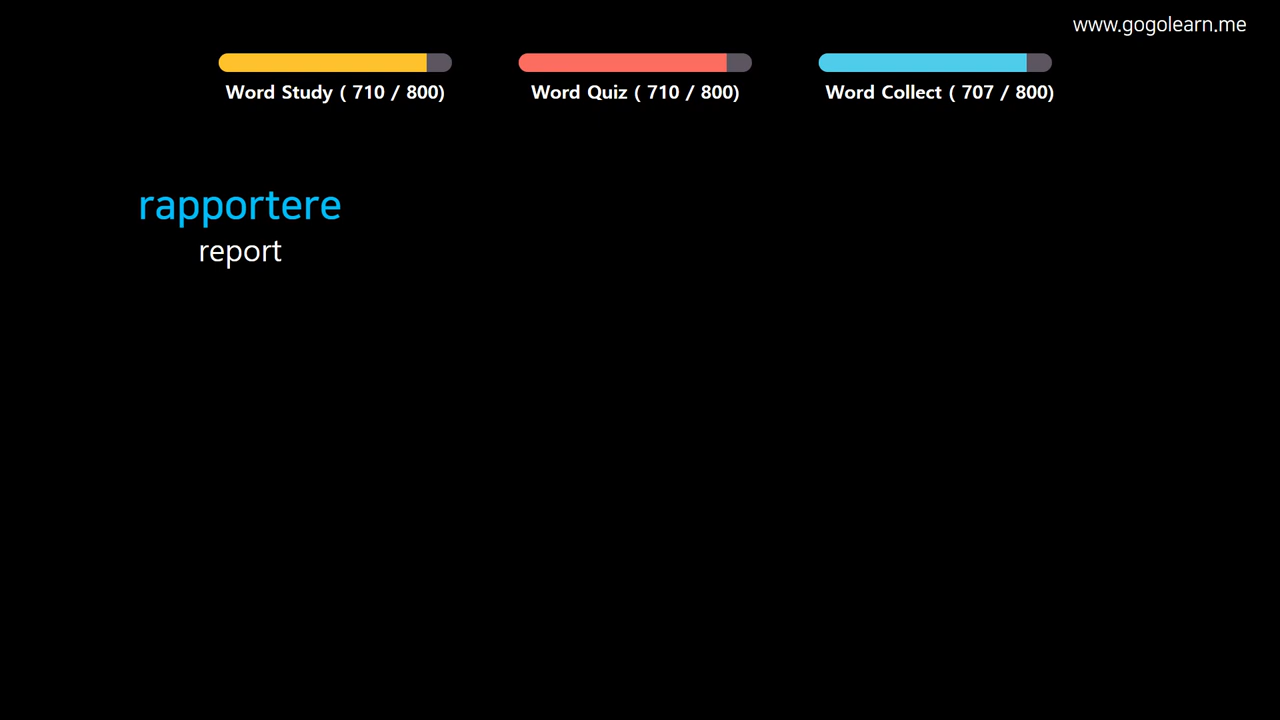 www.gogolearn.me
Word Study ( 710 / 800)
Word Quiz ( 710 / 800)
Word Collect ( 707 / 800)
rapportere
report